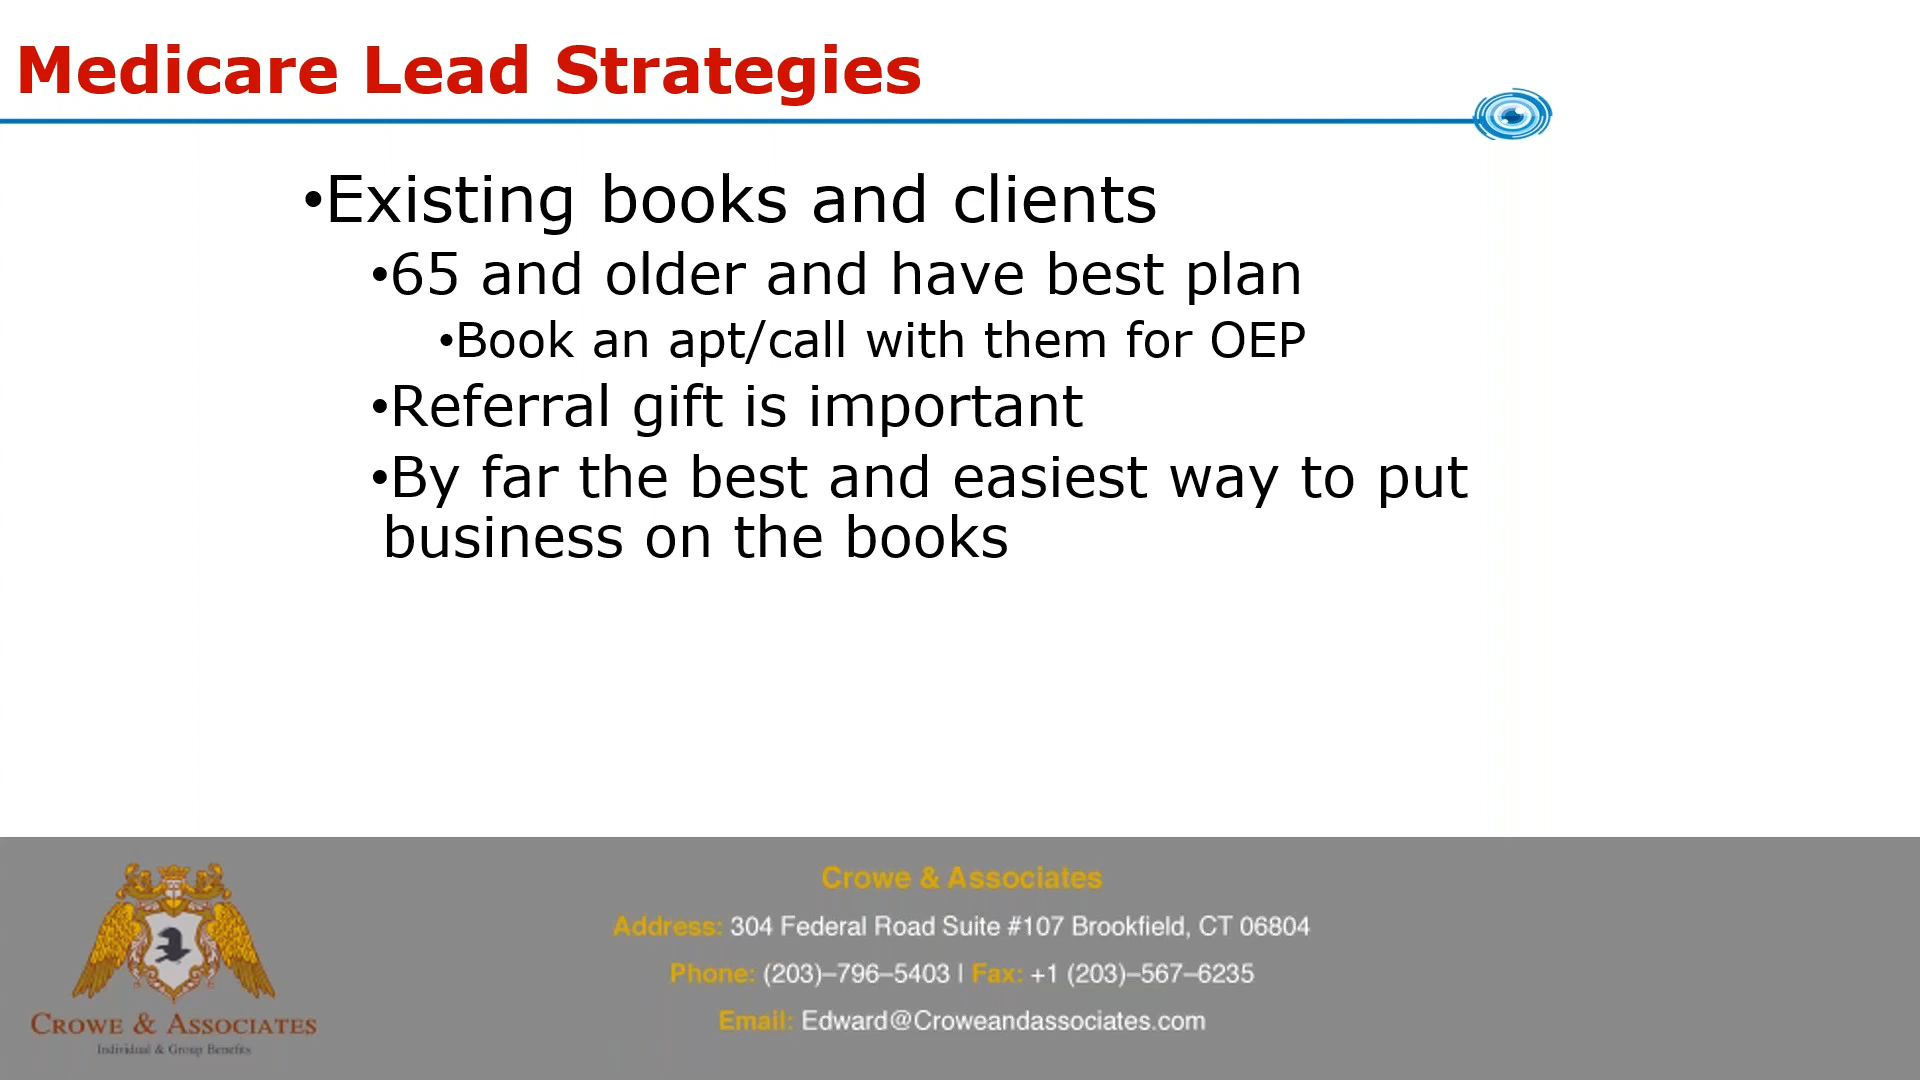 Medicare Lead Strategies
•Existing books and clients
•65 and older and have best plan
•Book an apt/call with them for OEP
•Referral gift is important
•By far the best and easiest way to put
business on the books
Crowe & Associates
Address: 304 Federal Road Suite #107 Brookfield, CT 06804
Phone: (203)–796–5403 | Fax: +1 (203)–567–6235
Email: Edward@Croweandassociates.com
CROWE & ASSOCIATES
Individual & Group Benefits